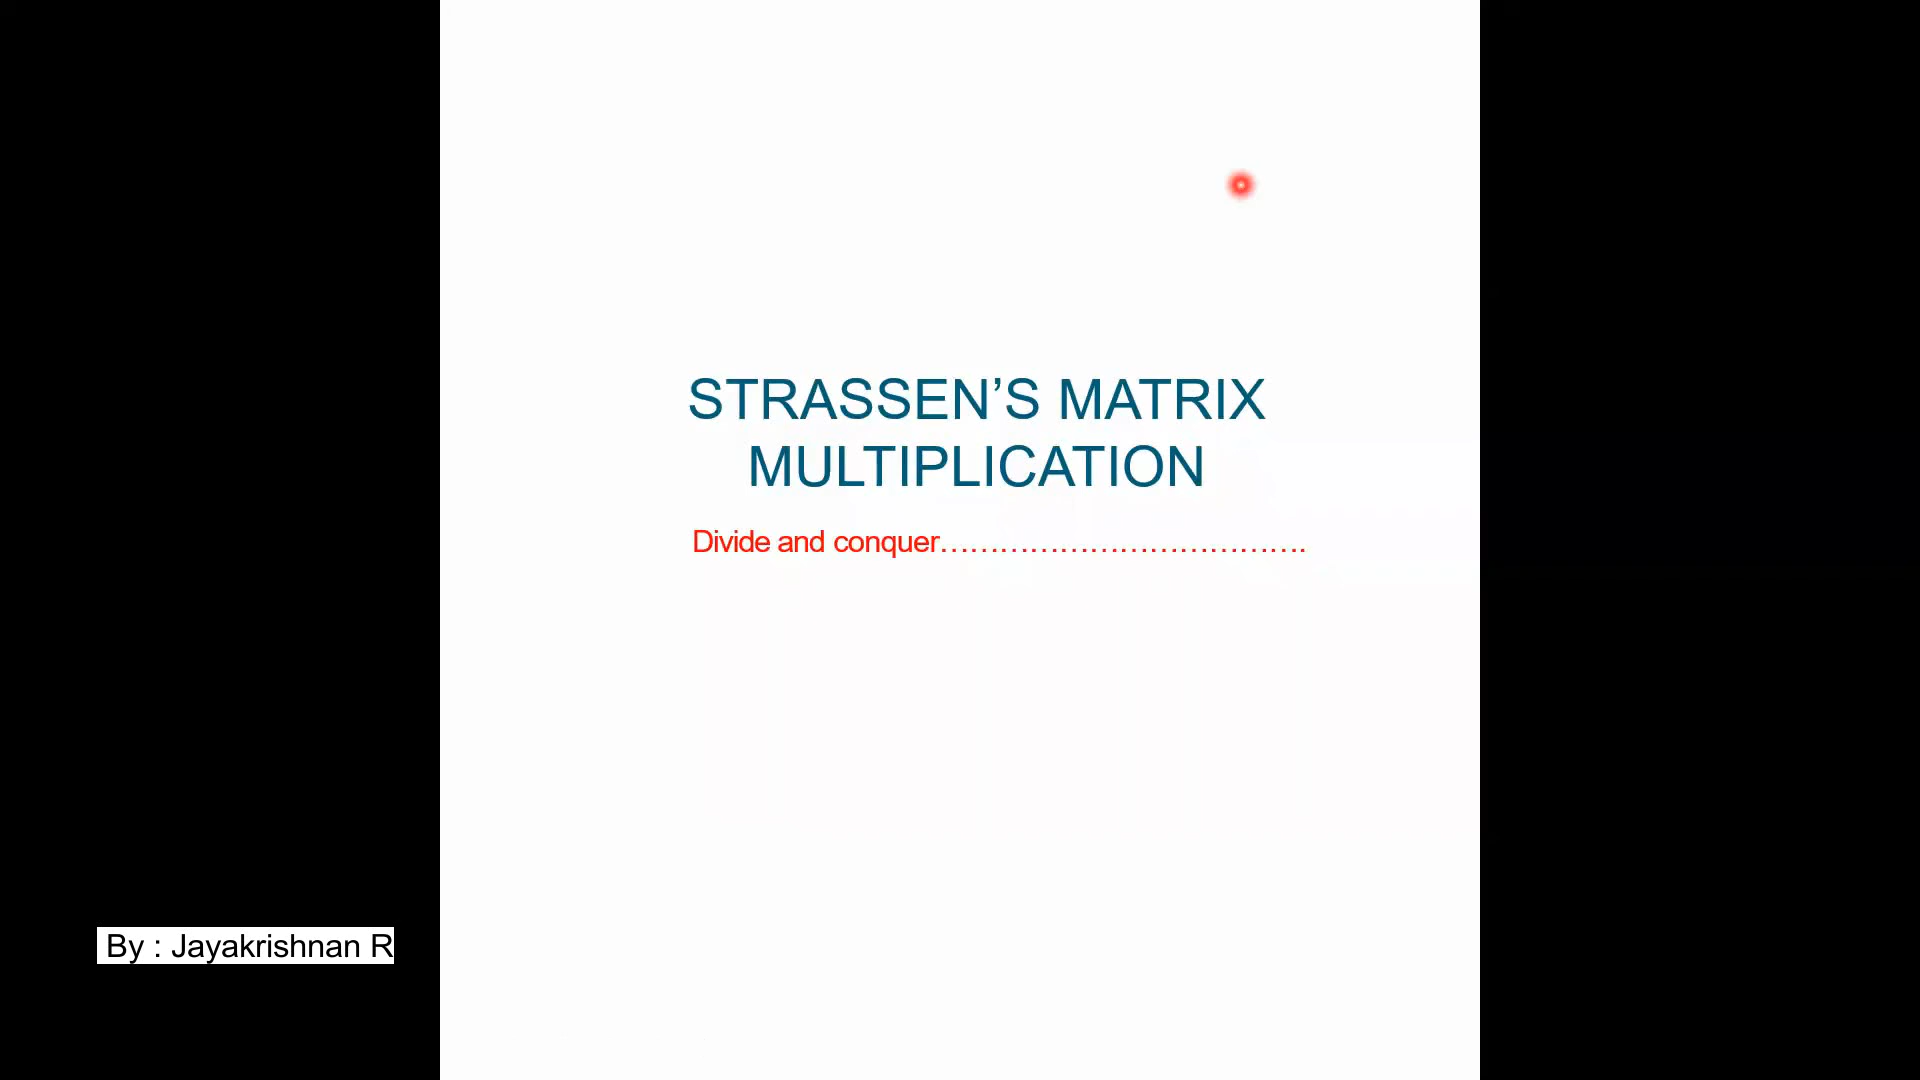 STRASSEN’S MATRIX
MULTIPLICATION
Divide and conquer……………………………….
By : Jayakrishnan R